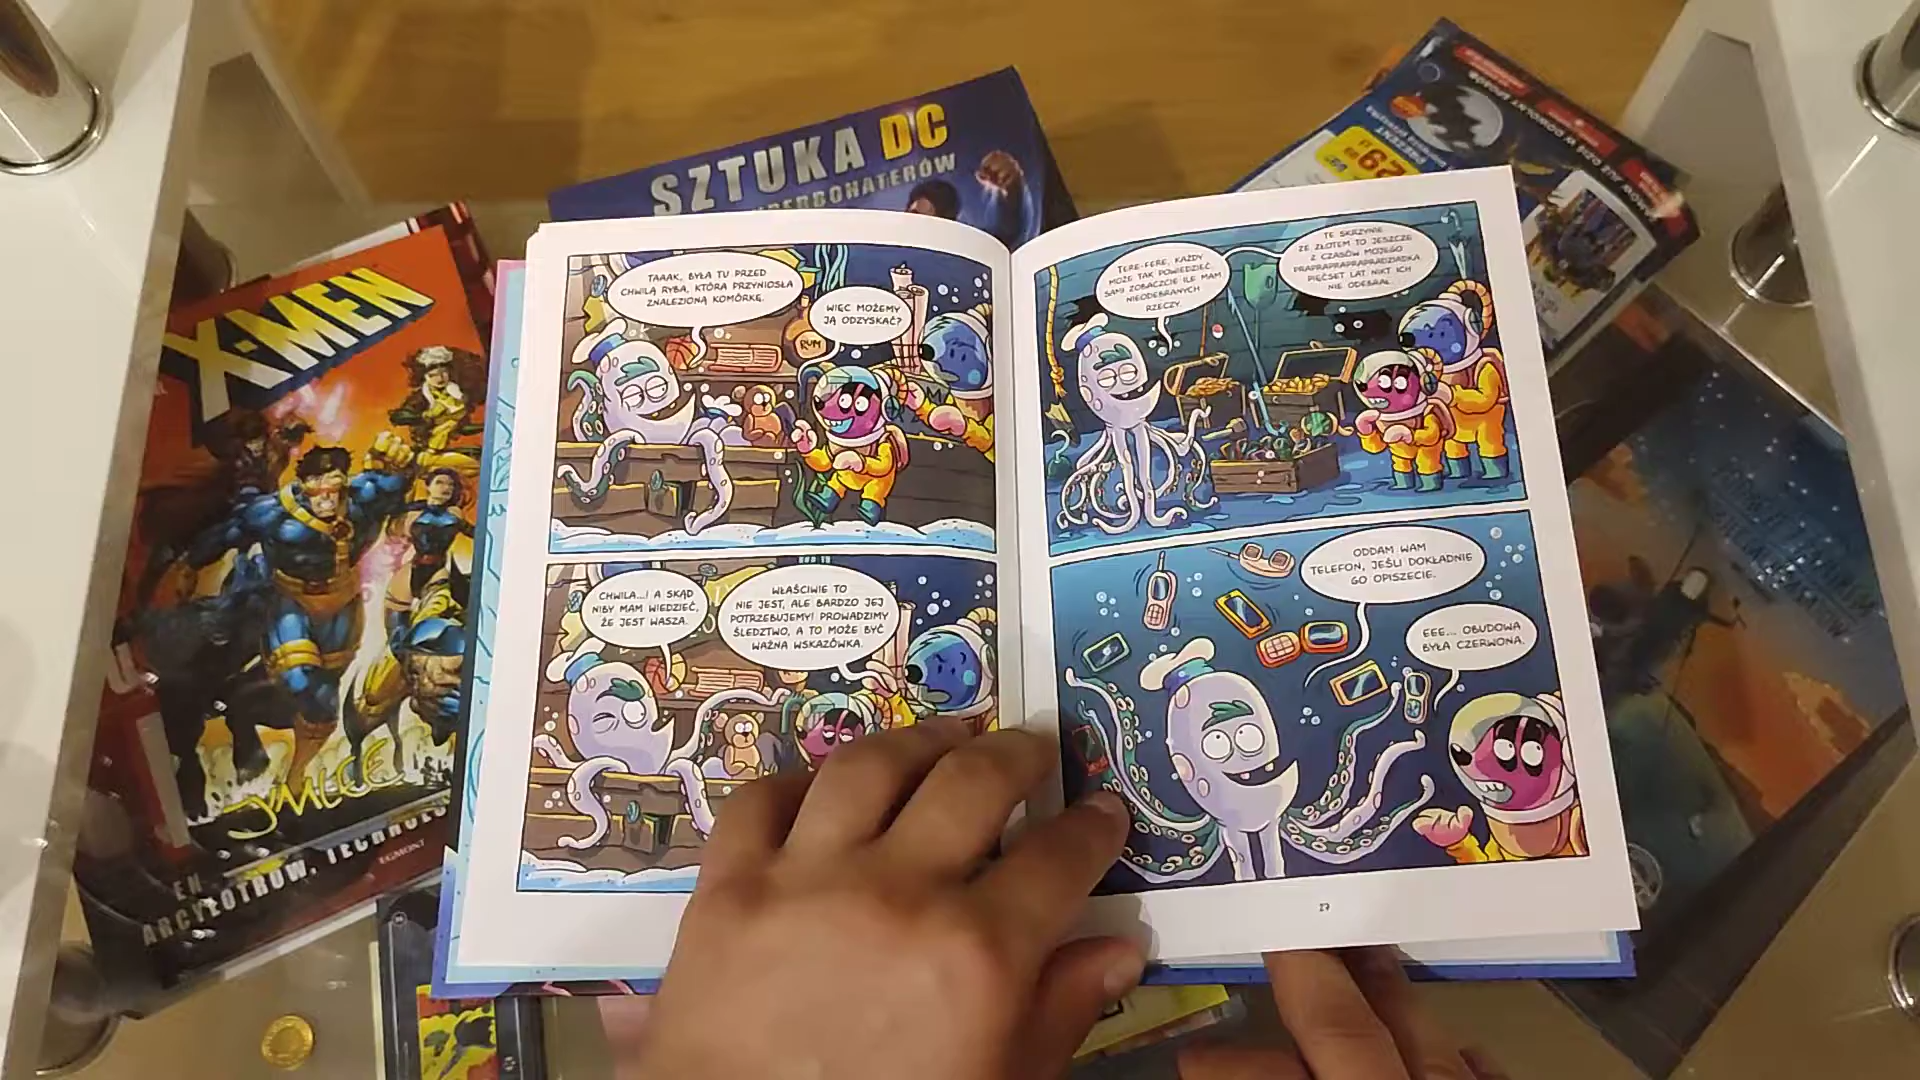 SZTUKA DC
X-MEN
EGMONT
TAAAK, BYŁA TU PRZED
CHWILĄ RYBA, KTÓRA PRZYNIOSŁA
ZNALEZIONĄ KOMÓRKĘ.
WIĘC MOŻEMY
JĄ ODZYSKAĆ?
RUM
CHWILA...! A SKĄD
NIBY MAM WIEDZIEĆ,
ŻE JEST WASZA.
WŁAŚCIWIE TO
NIE JEST, ALE BARDZO JEJ
POTRZEBUJEMY! PROWADZIMY
ŚLEDZTWO, A TO MOŻE BYĆ
WAŻNA WSKAZÓWKA.
TERE-FERE, KAŻDY
MOŻE TAK POWIEDZIEĆ.
SAMI ZOBACZCIE ILE MAM
NIEODEBRANYCH
RZECZY.
TE SKRZYNIE
ZE ZŁOTEM TO JESZCZE
Z CZASÓW MOJEGO
PRAPRAPRAPRAPRADZIADKA.
PIĘĆSET LAT NIKT ICH
NIE ODEBRAŁ.
ODDAM WAM
TELEFON, JEŚLI DOKŁADNIE
GO OPISZECIE.
EEE... OBUDOWA
BYŁA CZERWONA.
27